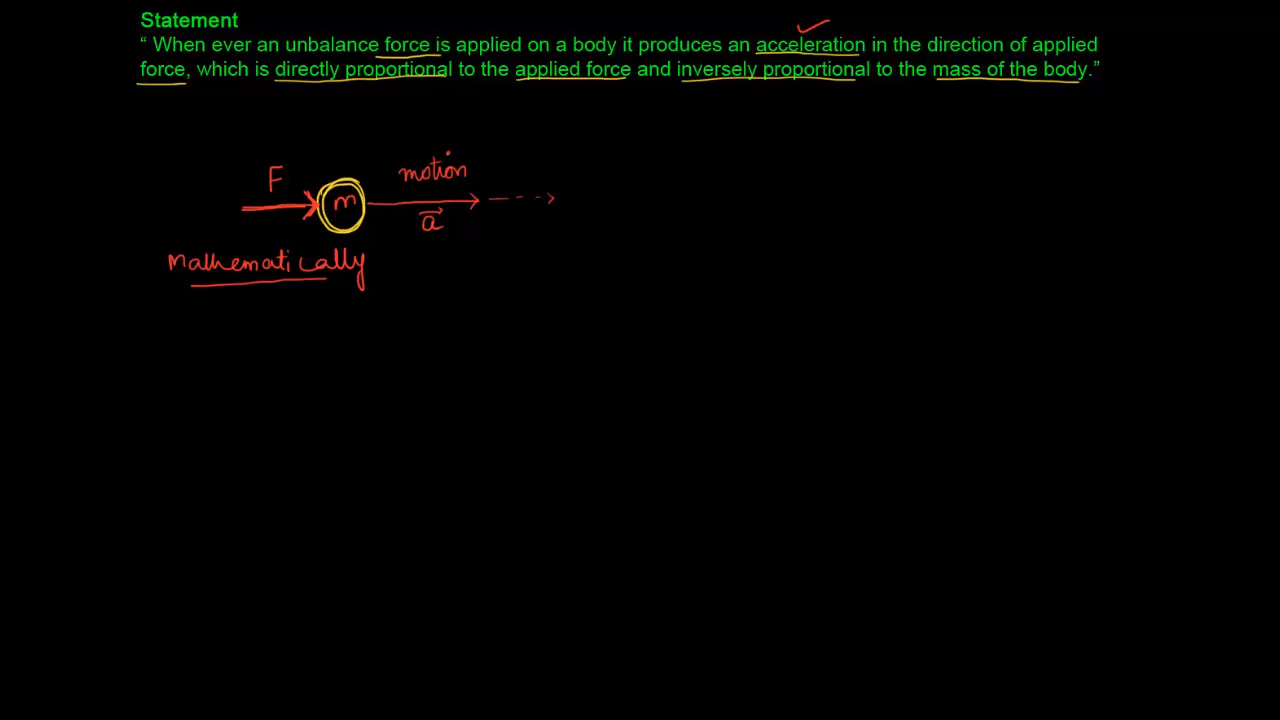 Statement
“ When ever an unbalance force is applied on a body it produces an acceleration in the direction of applied
force, which is directly proportional to the applied force and inversely proportional to the mass of the body.”
F
motion
m
a⃗
Mathematically